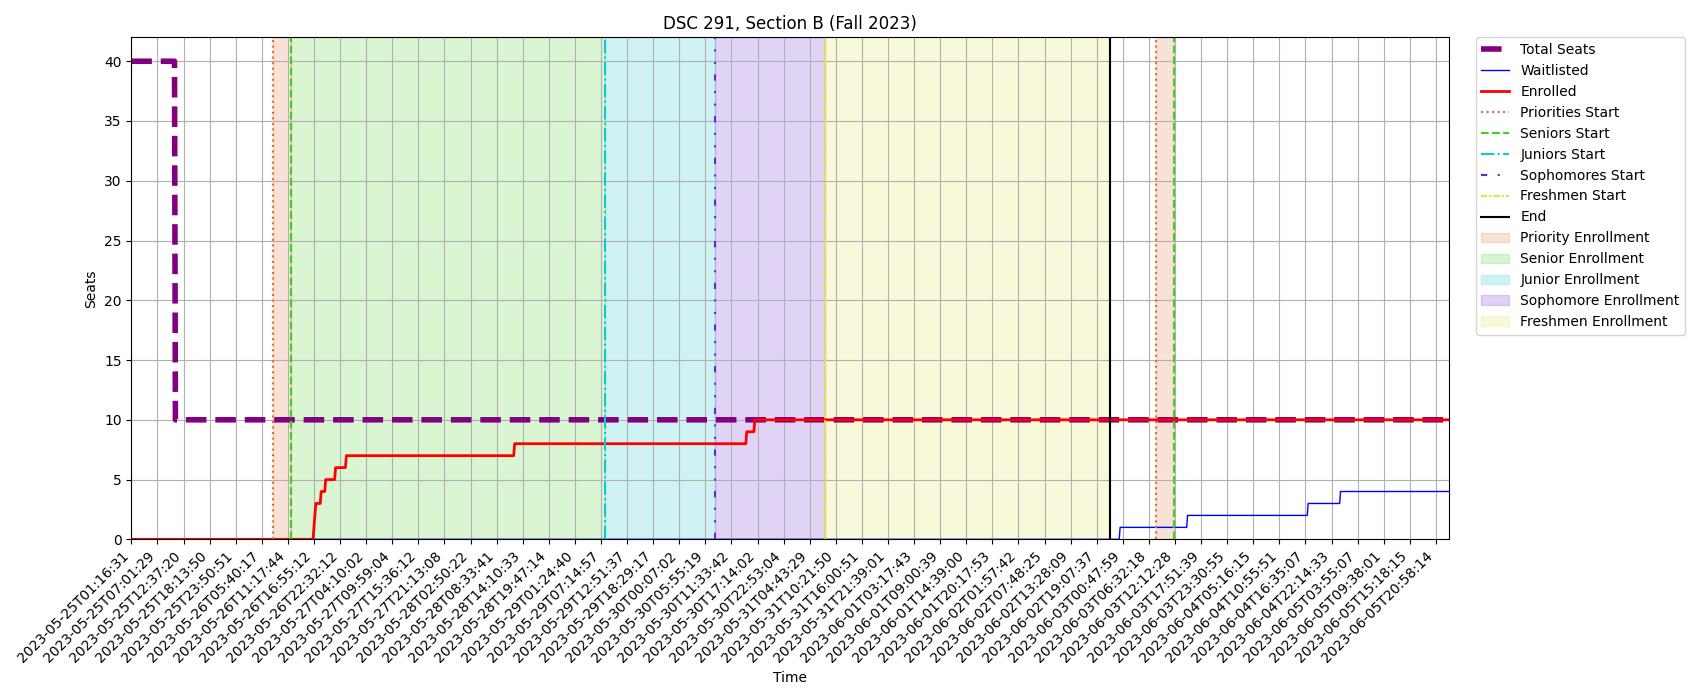 DSC 291, Section B (Fall 2023)
Seats
40
35
30
25
20
15
10
5
0
2023-05-25T01:16:31
2023-05-25T07:01:29
2023-05-25T12:37:20
2023-05-25T18:13:50
2023-05-25T23:50:51
2023-05-26T05:40:17
2023-05-26T11:17:44
2023-05-26T16:55:12
2023-05-26T22:32:12
2023-05-27T04:10:02
2023-05-27T09:59:04
2023-05-27T15:36:12
2023-05-27T21:13:08
2023-05-28T02:50:22
2023-05-28T08:33:41
2023-05-28T14:10:33
2023-05-28T19:47:14
2023-05-29T01:24:40
2023-05-29T07:14:57
2023-05-29T12:51:37
2023-05-29T18:29:17
2023-05-30T00:07:02
2023-05-30T05:55:19
2023-05-30T11:33:42
2023-05-30T17:14:02
2023-05-30T22:53:04
2023-05-31T04:43:29
2023-05-31T10:21:50
2023-05-31T16:00:51
2023-05-31T21:39:01
2023-06-01T03:17:43
2023-06-01T09:00:39
2023-06-01T14:39:00
2023-06-01T20:17:53
2023-06-02T01:57:42
2023-06-02T07:48:25
2023-06-02T13:28:09
2023-06-02T19:07:37
2023-06-03T00:47:59
2023-06-03T06:32:18
2023-06-03T12:12:28
2023-06-03T17:51:39
2023-06-03T23:30:55
2023-06-04T05:16:15
2023-06-04T10:55:51
2023-06-04T16:35:07
2023-06-04T22:14:33
2023-06-05T03:55:07
2023-06-05T09:38:01
2023-06-05T15:18:15
2023-06-05T20:58:14
Time
Total Seats
Waitlisted
Enrolled
Priorities Start
Seniors Start
Juniors Start
Sophomores Start
Freshmen Start
End
Priority Enrollment
Senior Enrollment
Junior Enrollment
Sophomore Enrollment
Freshmen Enrollment